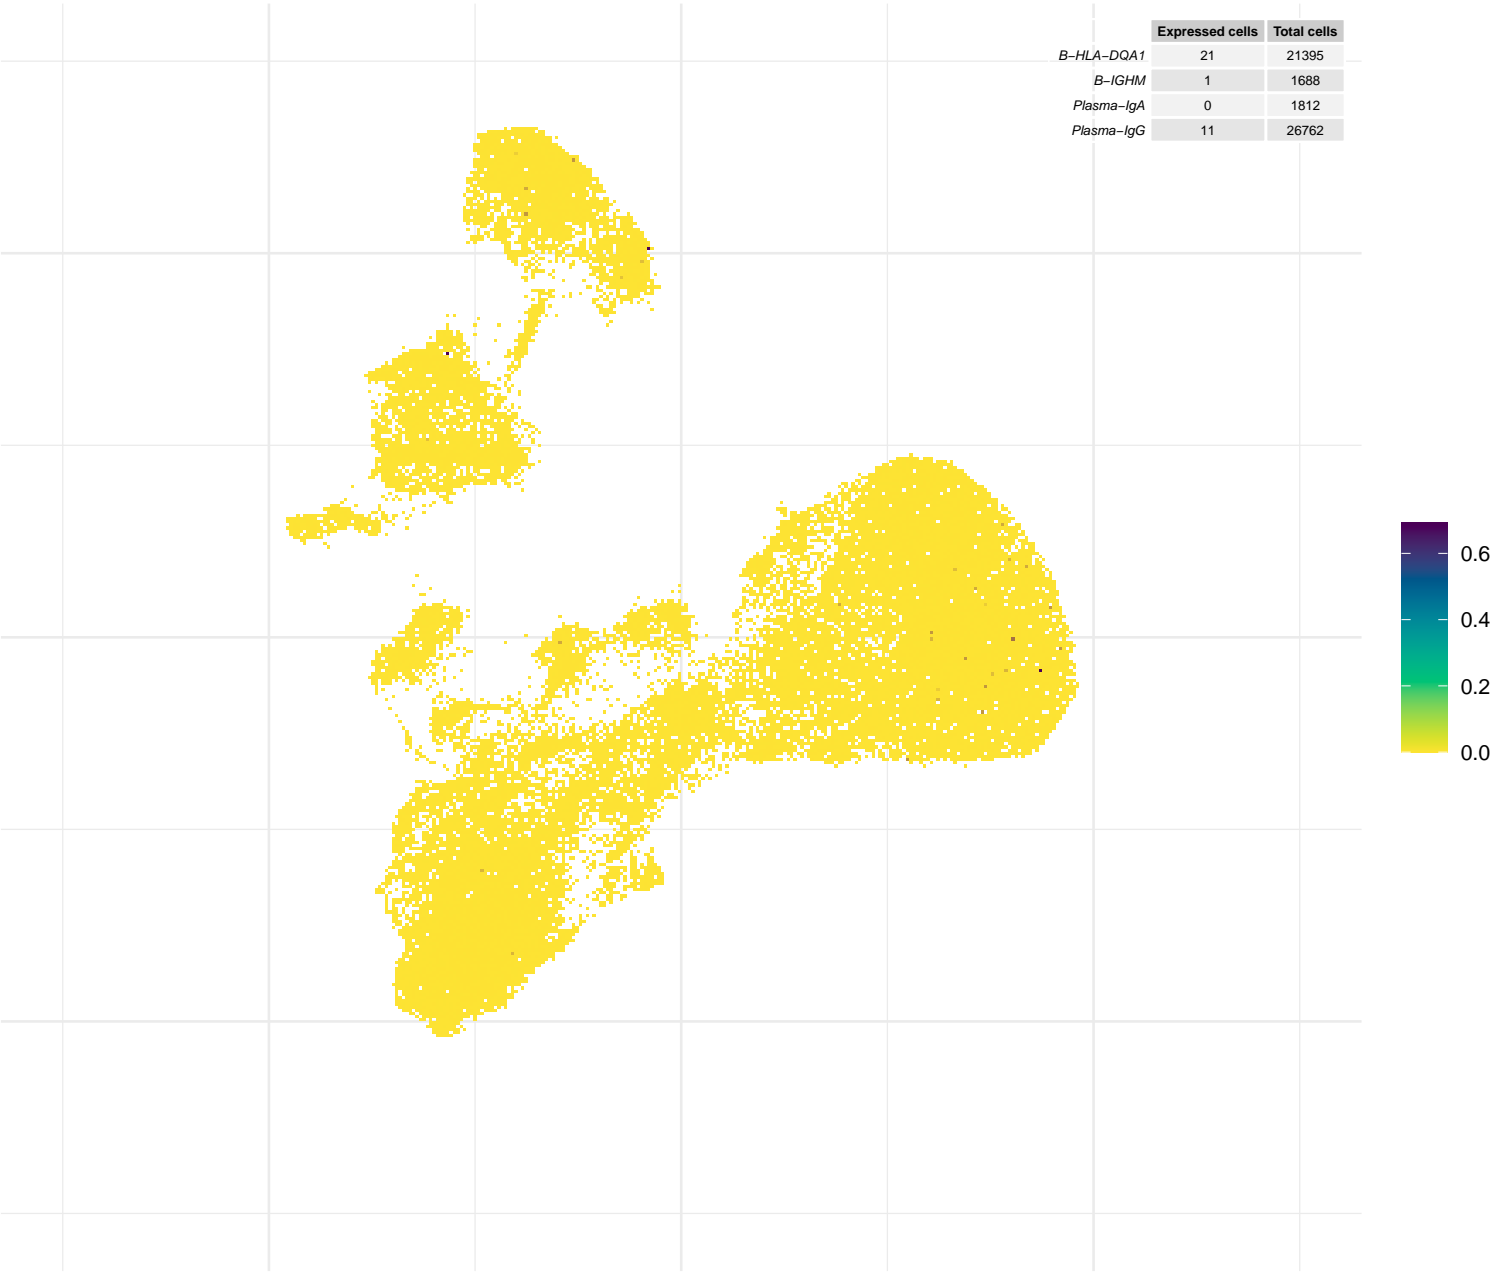 Expressed cells Total cells
B−HLA−DQA1 21 21395
B−IGHM 1 1688
Plasma−IgA 0 1812
Plasma−IgG 11 26762
0.6
0.4
0.2
0.0